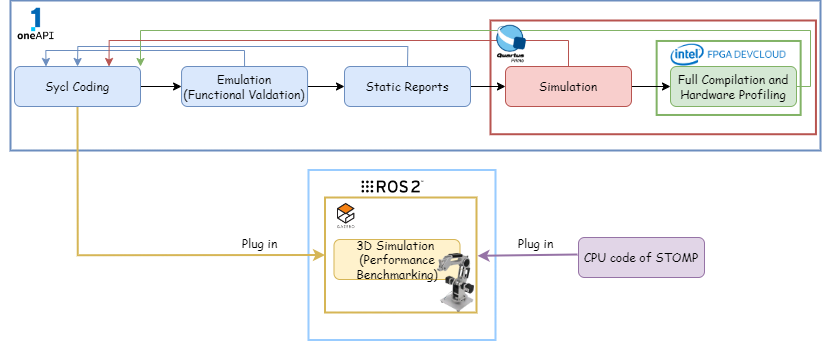 1
oneAPI
Quartus
Prime
intel FPGA DEVCLOUD
Sycl Coding
Emulation
(Functional Valdation)
Static Reports
Simulation
Full Compilation and
Hardware Profiling
ROS 2
GAZEBO
Plug in
3D Simulation
(Performance
Benchmarking)
Plug in
CPU code of STOMP